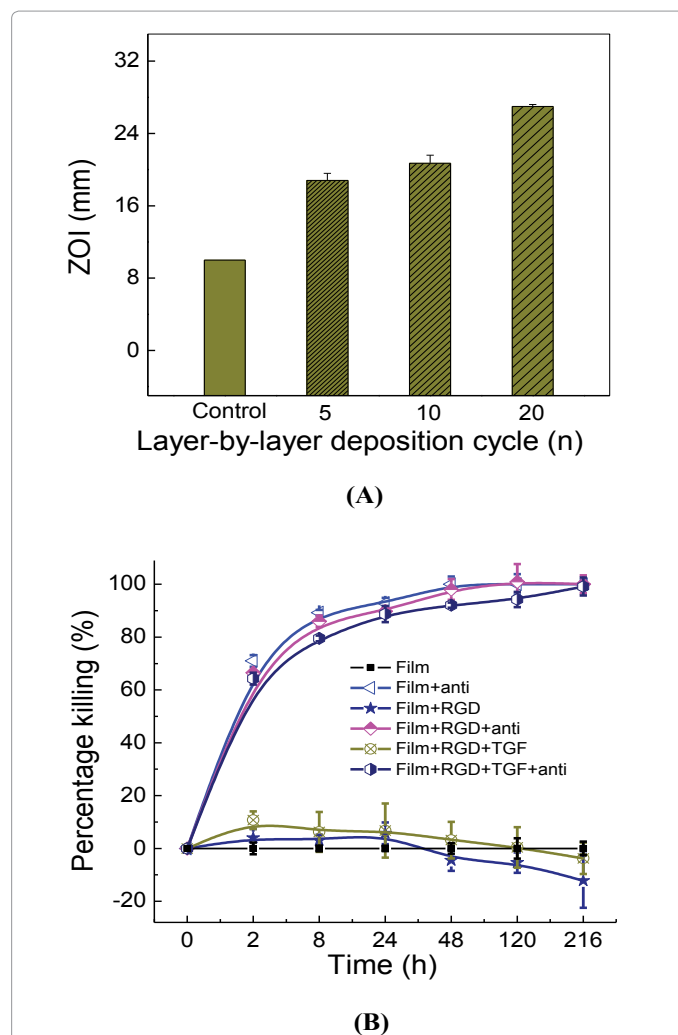 32
24
16
8
0
ZOI (mm)
Control 5 10 20
Layer-by-layer deposition cycle (n)
(A)
100
80
60
40
20
0
-20
Percentage killing (%)
Film
Film+anti
Film+RGD
Film+RGD+anti
Film+RGD+TGF
Film+RGD+TGF+anti
0 2 8 24 48 120 216
Time (h)
(B)